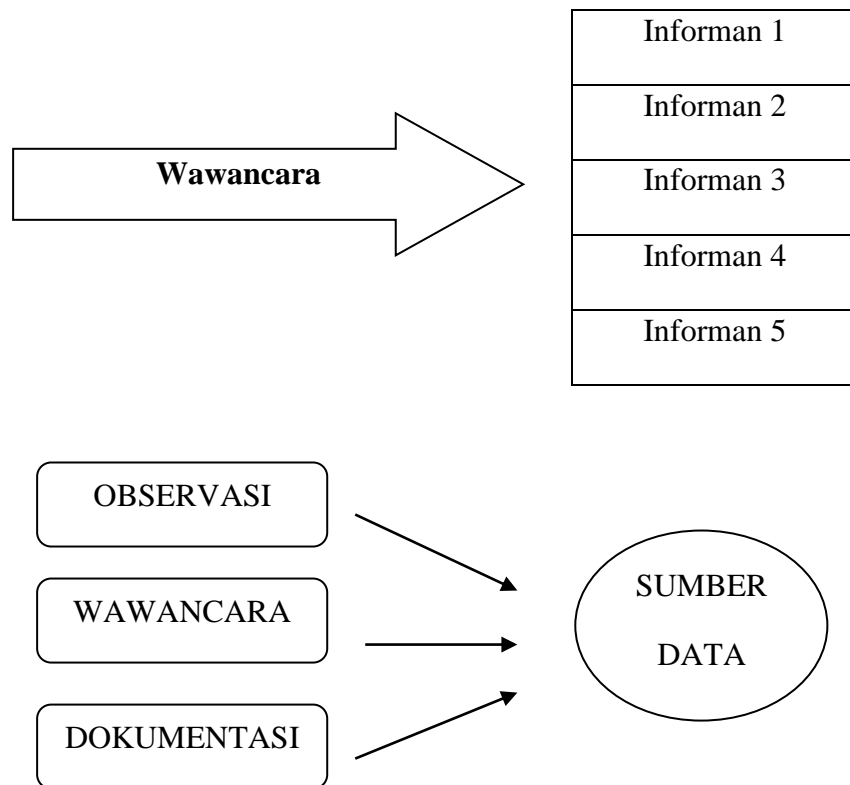 Informan 1
Informan 2
Wawancara
Informan 3
Informan 4
Informan 5
OBSERVASI
WAWANCARA
DOKUMENTASI
SUMBER
DATA